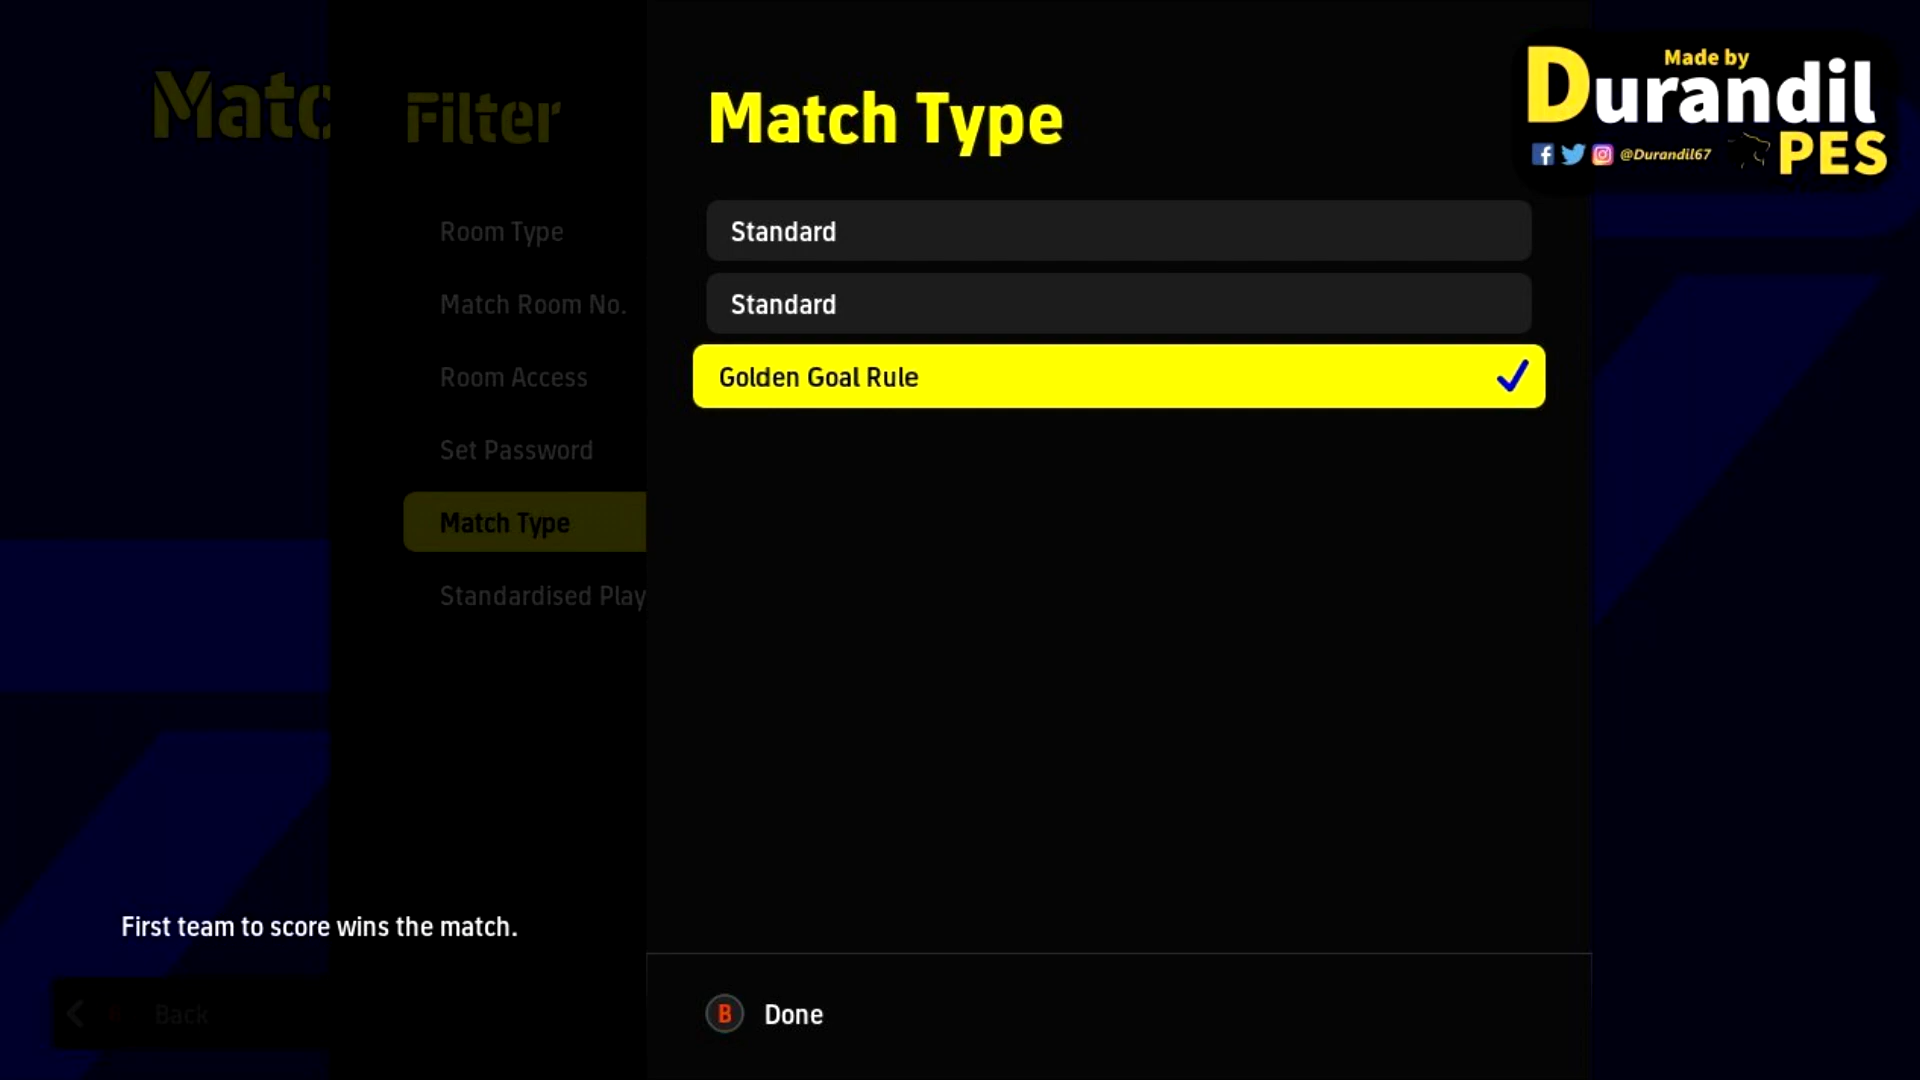 Matc
Filter
Match Type
Made by
Durandil
PES
@Durandil67
Room Type
Match Room No.
Room Access
Set Password
Match Type
Standardised Play
Standard
Standard
Golden Goal Rule
First team to score wins the match.
B Back
B Done